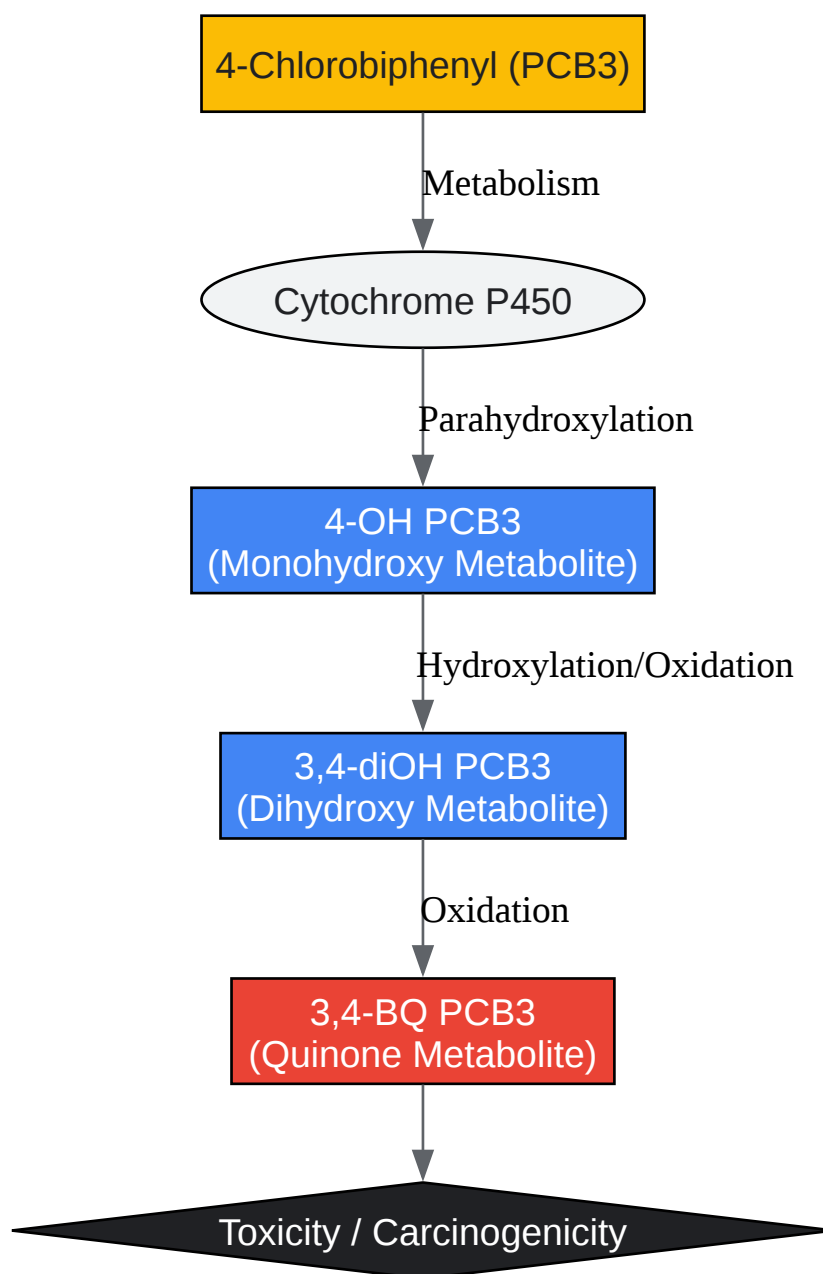 4-Chlorobiphenyl (PCB3)
Metabolism
Cytochrome P450
Parahydroxylation
4-OH PCB3
(Monohydroxy Metabolite)
Hydroxylation/Oxidation
3,4-diOH PCB3
(Dihydroxy Metabolite)
Oxidation
3,4-BQ PCB3
(Quinone Metabolite)
Toxicity / Carcinogenicity